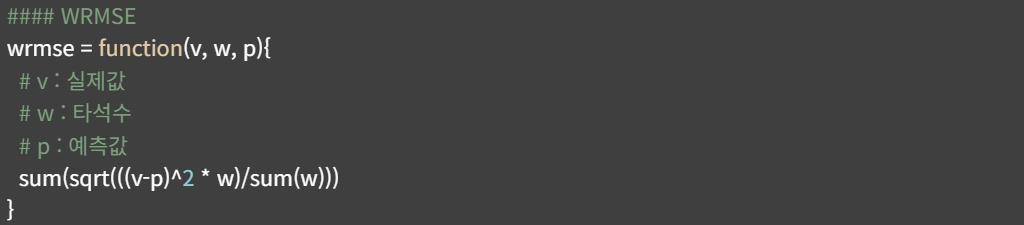 #### WRMSE
wrmse = function(v, w, p){
# v : 실제값
# w : 타석수
# p : 예측값
sum(sqrt(((v-p)^2 * w)/sum(w)))
}